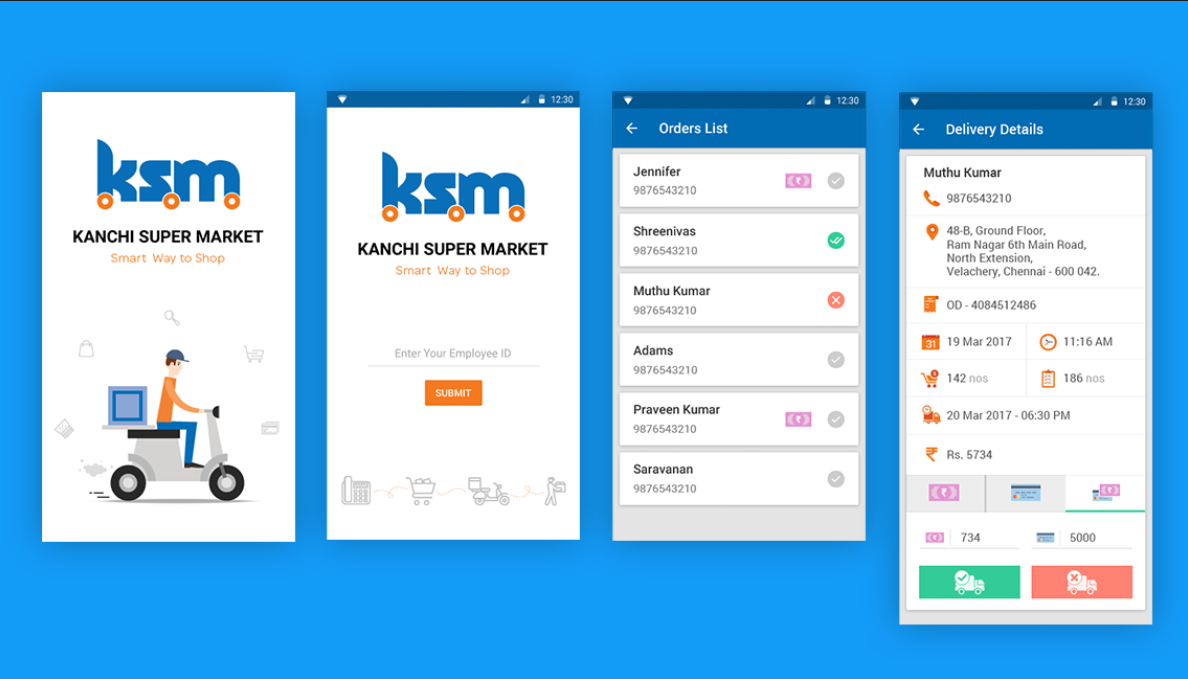 ksm
KANCHI SUPER MARKET
Smart Way to Shop
12:30
ksm
KANCHI SUPER MARKET
Smart Way to Shop
Enter Your Employee ID
SUBMIT
12:30
Orders List
Jennifer
9876543210
₹
Shreenivas
9876543210
Muthu Kumar
9876543210
Adams
9876543210
Praveen Kumar
9876543210
₹
Saravanan
9876543210
12:30
Delivery Details
Muthu Kumar
9876543210
48-B, Ground Floor,
Ram Nagar 6th Main Road,
North Extension,
Velachery, Chennai - 600 042.
OD - 4084512486
31 19 Mar 2017
11:16 AM
142 nos
186 nos
20 Mar 2017 - 06:30 PM
₹ Rs. 5734
₹
₹
734
5000